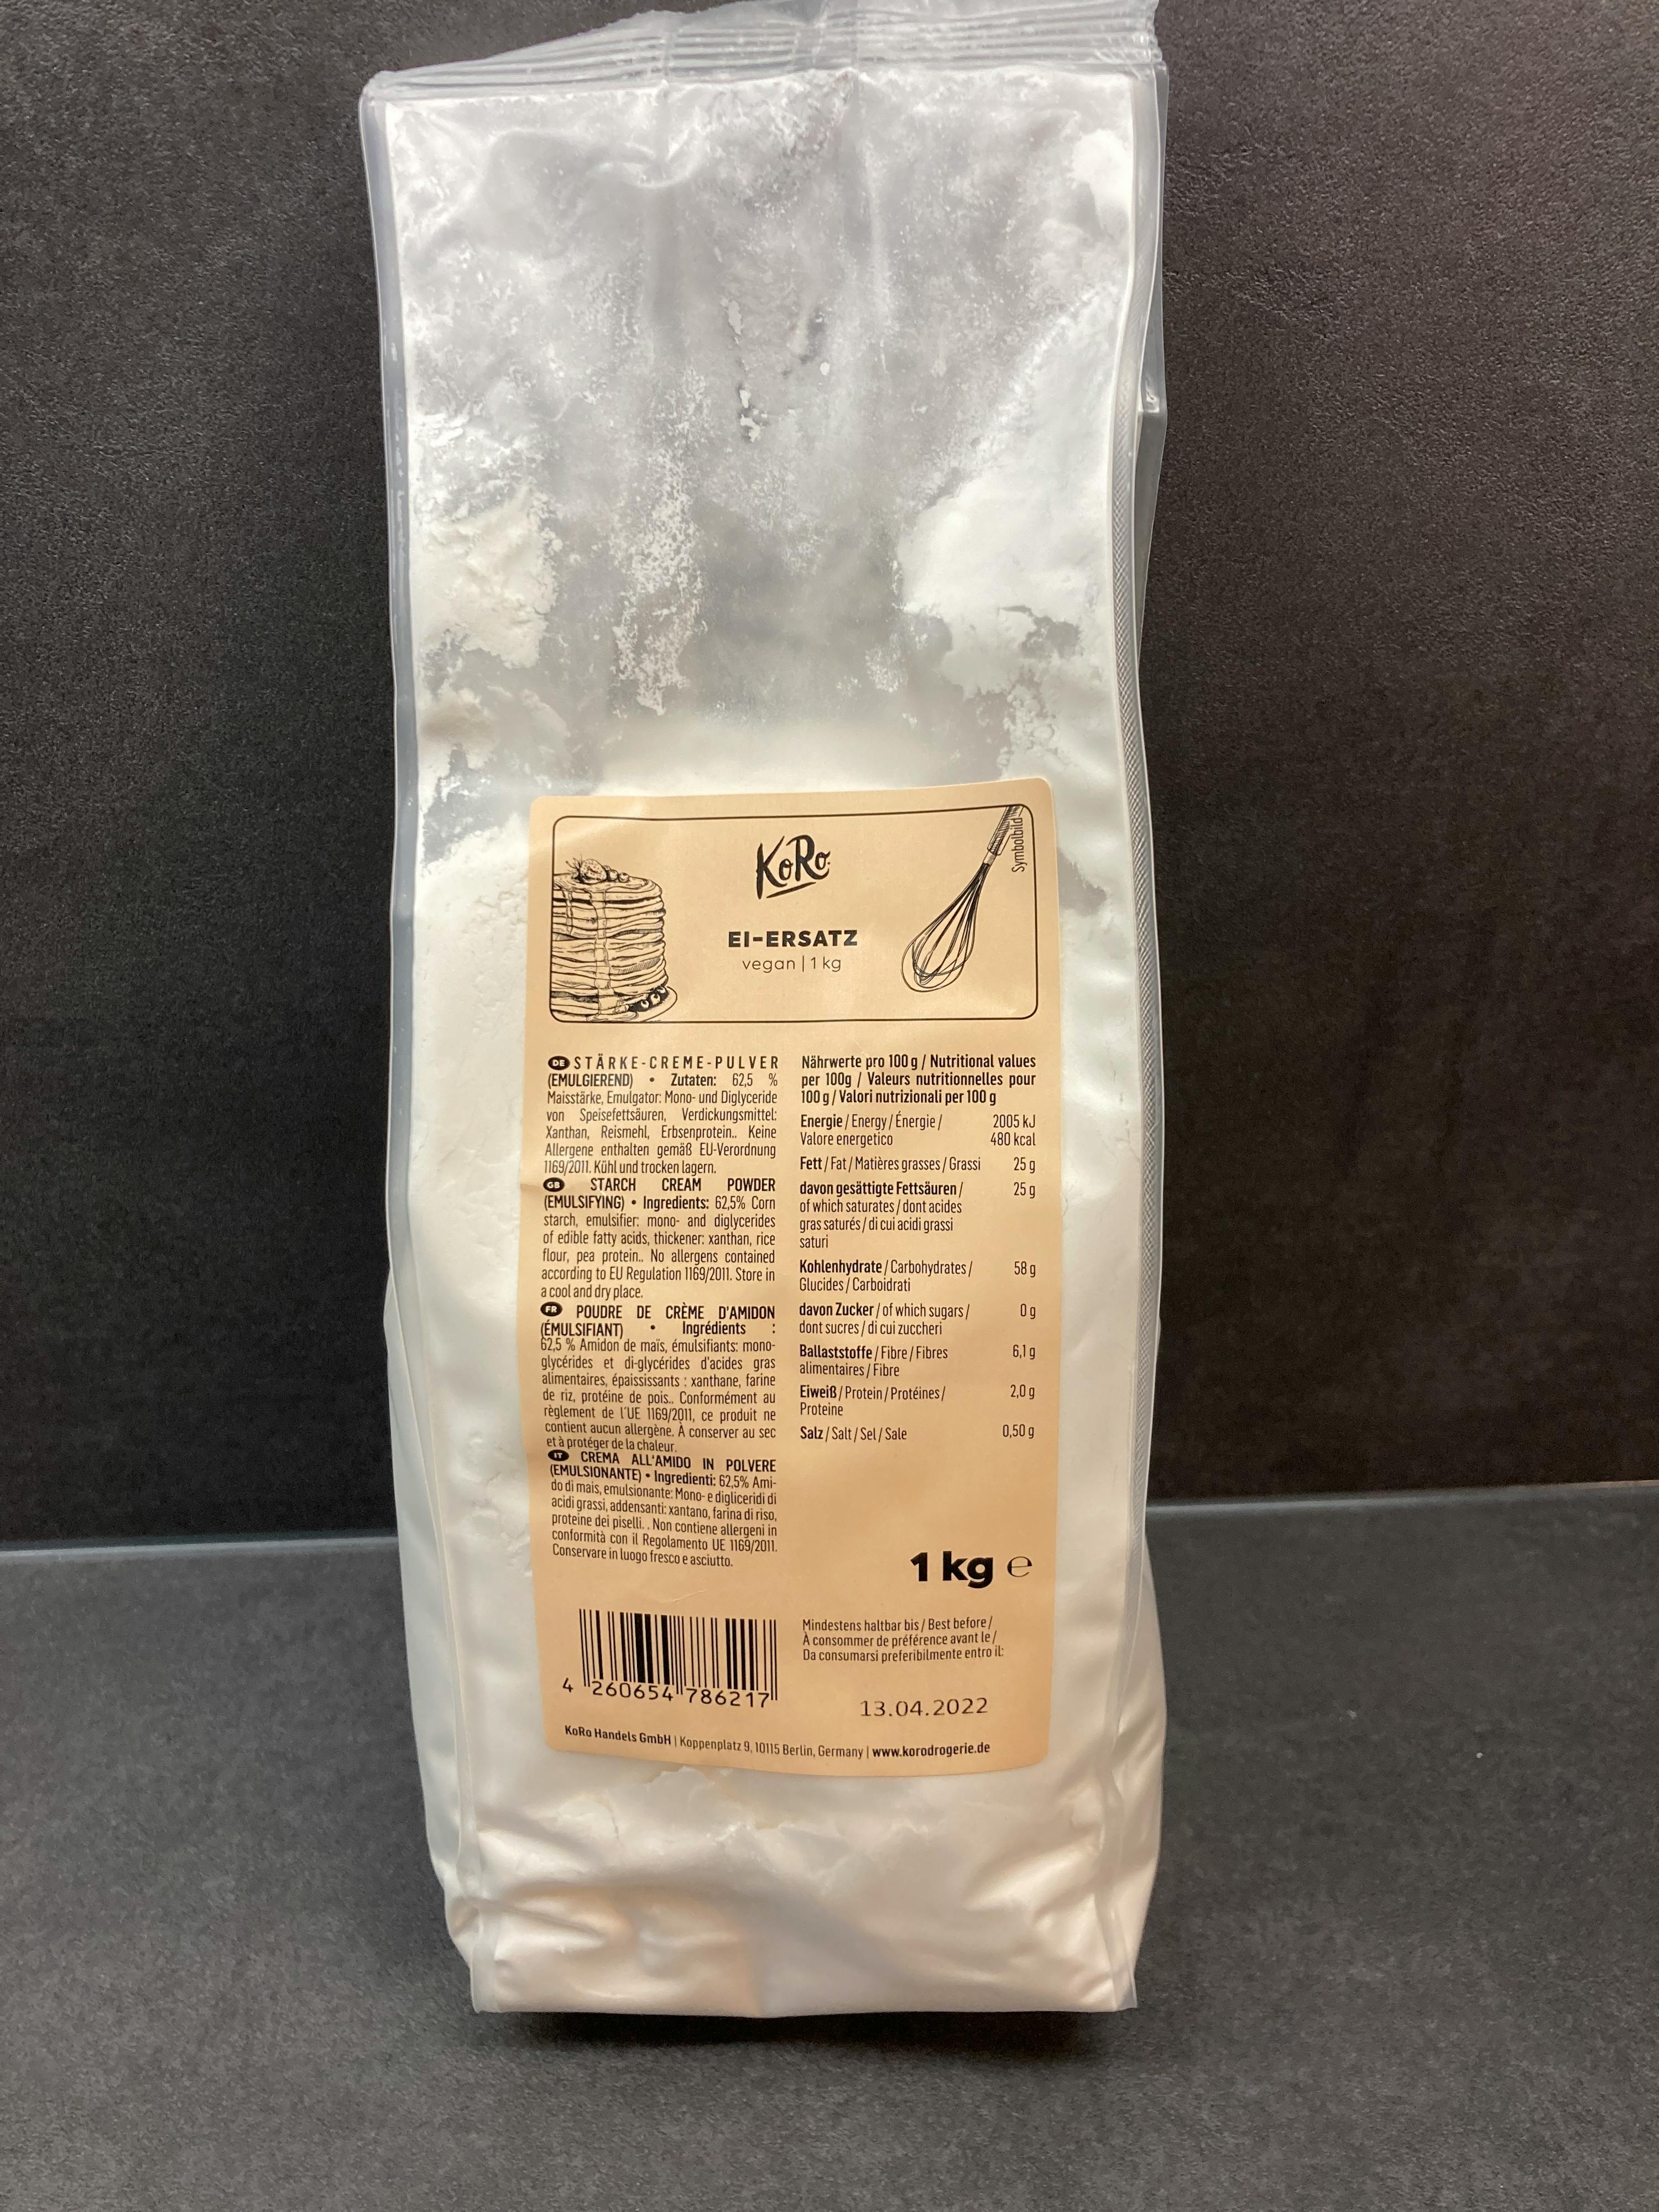 KoRo
Symbolbild
EI-ERSATZ
vegan | 1 kg
DE STÄRKE-CREME-PULVER
(EMULGIEREND) • Zutaten: 62,5 %
Maisstärke, Emulgator: Mono- und Diglyceride
von Speisefettsäuren, Verdickungsmittel:
Xanthan, Reismehl, Erbsenprotein.. Keine
Allergene enthalten gemäß EU-Verordnung
1169/2011. Kühl und trocken lagern.
GB STARCH CREAM POWDER
(EMULSIFYING) • Ingredients: 62,5% Corn
starch, emulsifier: mono- and diglycerides
of edible fatty acids, thickener: xanthan, rice
flour, pea protein.. No allergens contained
according to EU Regulation 1169/2011. Store in
a cool and dry place.
FR POUDRE DE CRÈME D'AMIDON
(ÉMULSIFIANT) • Ingrédients :
62,5 % Amidon de maïs, émulsifiants: mono-
glycérides et di-glycérides d'acides gras
alimentaires, épaississants : xanthane, farine
de riz, protéine de pois.. Conformément au
règlement de l'UE 1169/2011, ce produit ne
contient aucun allergène. À conserver au sec
et à protéger de la chaleur.
IT CREMA ALL'AMIDO IN POLVERE
(EMULSIONANTE) • Ingredienti: 62,5% Ami-
do di mais, emulsionante: Mono- e digliceridi di
acidi grassi, addensanti: xantano, farina di riso,
proteine dei piselli. . Non contiene allergeni in
conformità con il Regolamento UE 1169/2011.
Conservare in luogo fresco e asciutto.
Nährwerte pro 100 g / Nutritional values
per 100g / Valeurs nutritionnelles pour
100 g / Valori nutrizionali per 100 g
Energie / Energy / Énergie / 2005 kJ
Valore energetico 480 kcal
Fett / Fat / Matières grasses / Grassi 25 g
davon gesättigte Fettsäuren / 25 g
of which saturates / dont acides
gras saturés / di cui acidi grassi
saturi
Kohlenhydrate / Carbohydrates / 58 g
Glucides / Carboidrati
davon Zucker / of which sugars / 0 g
dont sucres / di cui zuccheri
Ballaststoffe / Fibre / Fibres 6,1 g
alimentaires / Fibre
Eiweiß / Protein / Protéines / 2,0 g
Proteine
Salz / Salt / Sel / Sale 0,50 g
1 kg ℮
Mindestens haltbar bis / Best before /
À consommer de préférence avant le /
Da consumarsi preferibilmente entro il:
13.04.2022
4 260654 786217
KoRo Handels GmbH | Koppenplatz 9, 10115 Berlin, Germany | www.korodrogerie.de